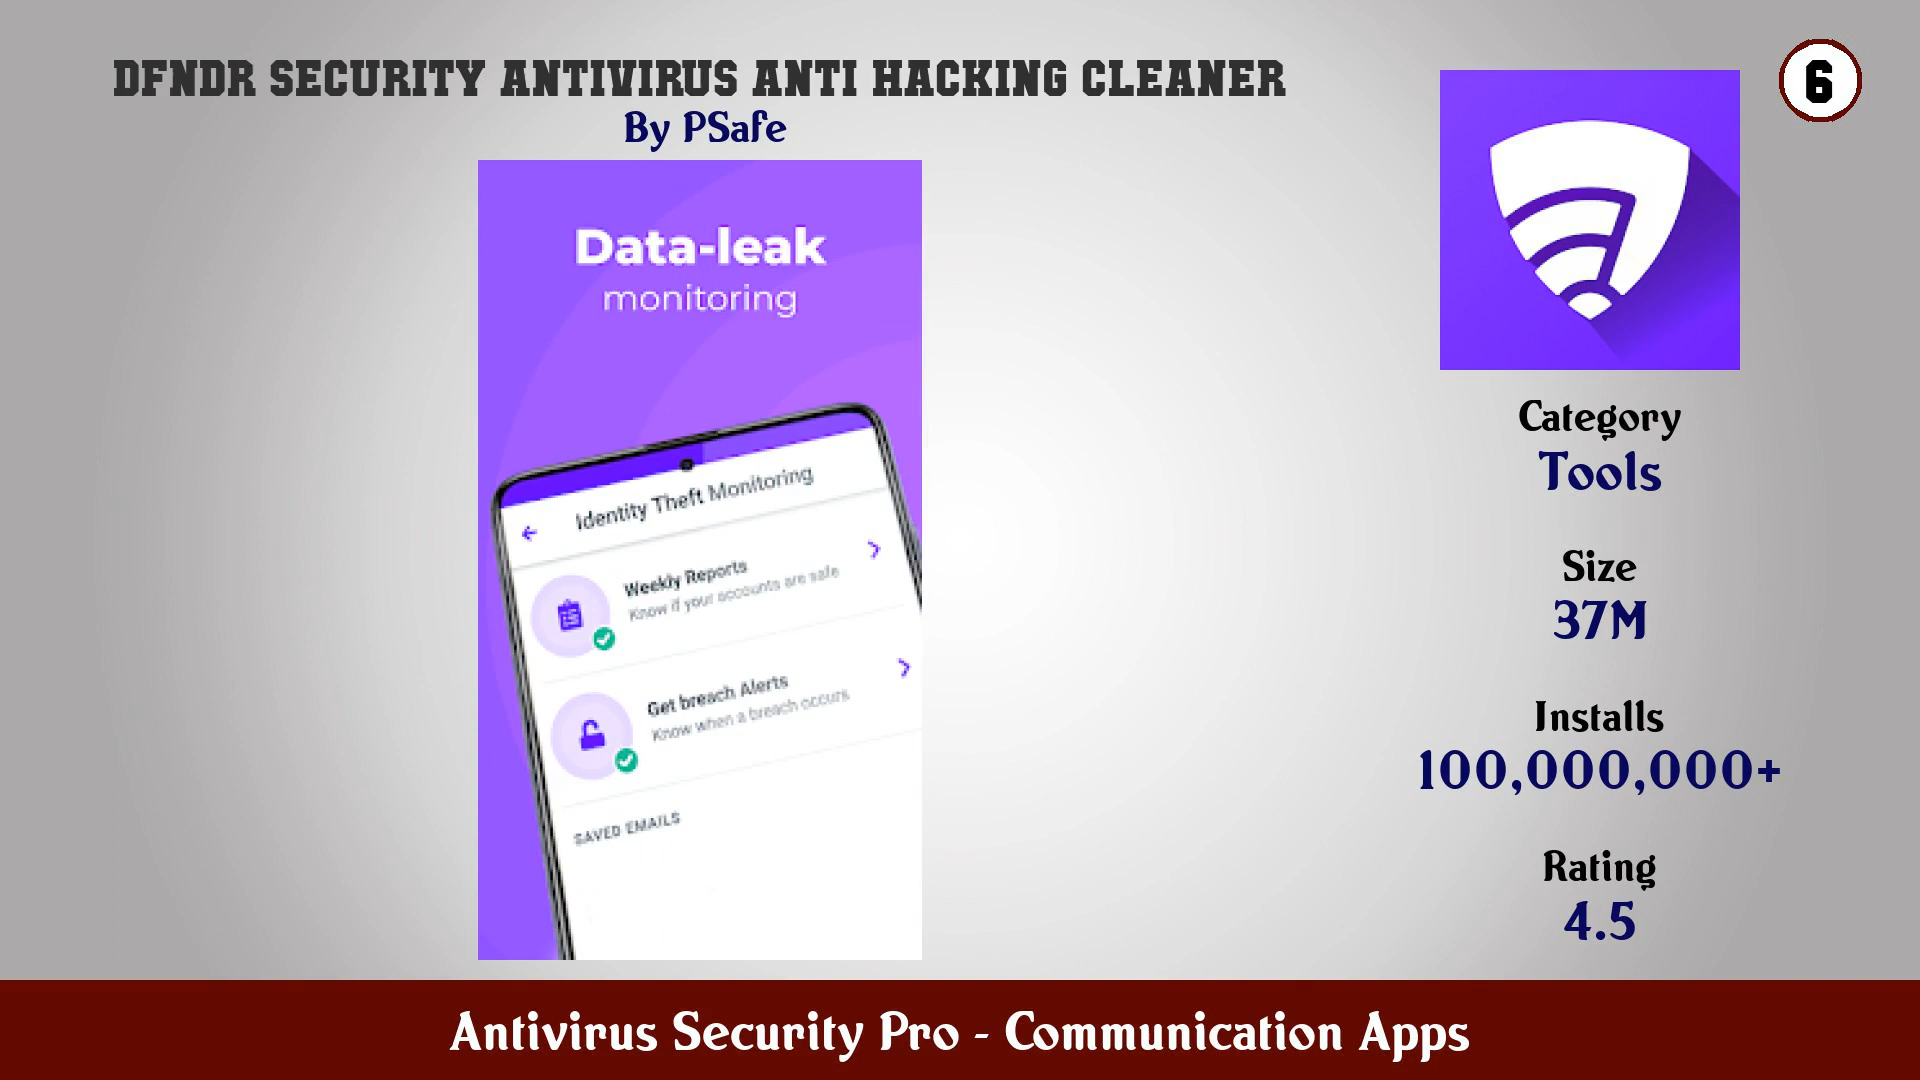 DFNDR SECURITY ANTIVIRUS ANTI HACKING CLEANER
By PSafe
6
Data-leak
monitoring
Identity Theft Monitoring
Weekly Reports
Know if your accounts are safe
Get breach Alerts
Know when a breach occurs
SAVED EMAILS
Category
Tools
Size
37M
Installs
100,000,000+
Rating
4.5
Antivirus Security Pro - Communication Apps